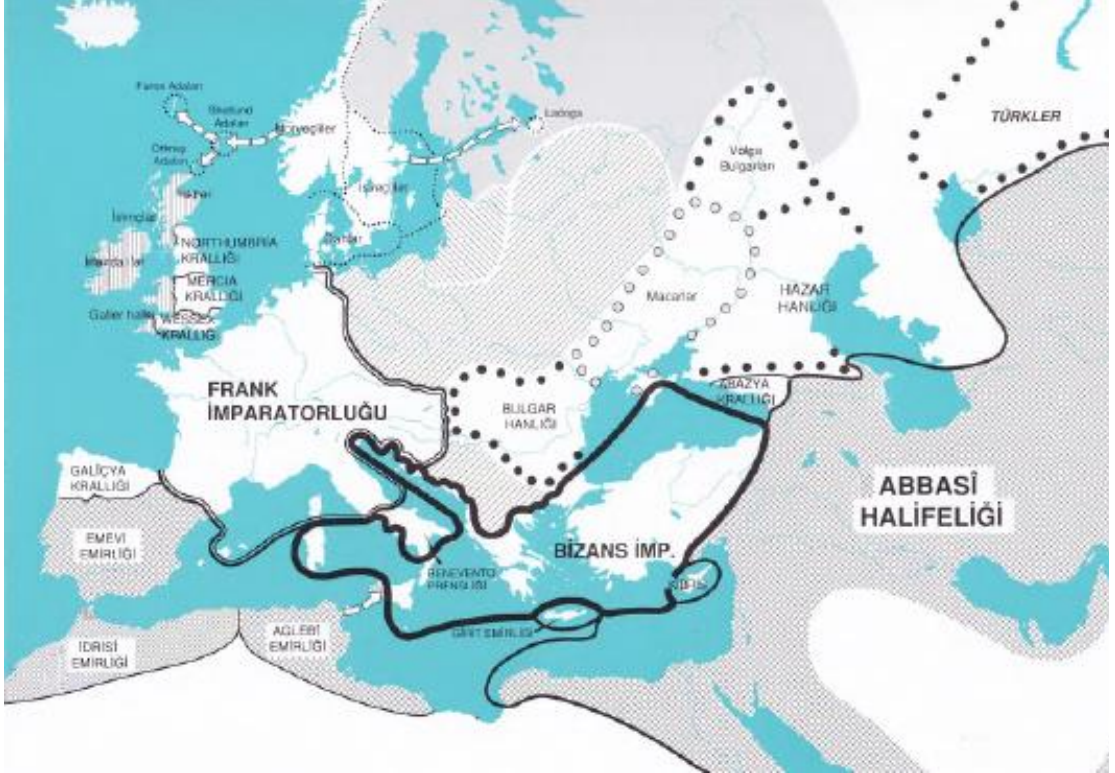 Faroe Adaları
Shetland
Adaları
Orkney
Adaları
Norveçliler
Ladoga
TÜRKLER
Volga
Bulgarları
İsveçliler
Danlar
NORTHUMBRIA
KRALLIĞI
MERCIA
KRALLIĞI
Galler halkı
WESSEX
KRALLIĞI
Macarlar
HAZAR
HANLIĞI
FRANK
İMPARATORLUĞU
BULGAR
HANLIĞI
ABAZYA
KRALLIĞI
GALİÇYA
KRALLIĞI
EMEVI
EMİRLİĞİ
ABBASÎ
HALİFELİĞİ
BİZANS İMP.
BENEVENTO
PRENSLİĞİ
GİRİT EMİRLİĞİ
AGLEBİ
EMİRLİĞİ
İDRİSİ
EMİRLİĞİ